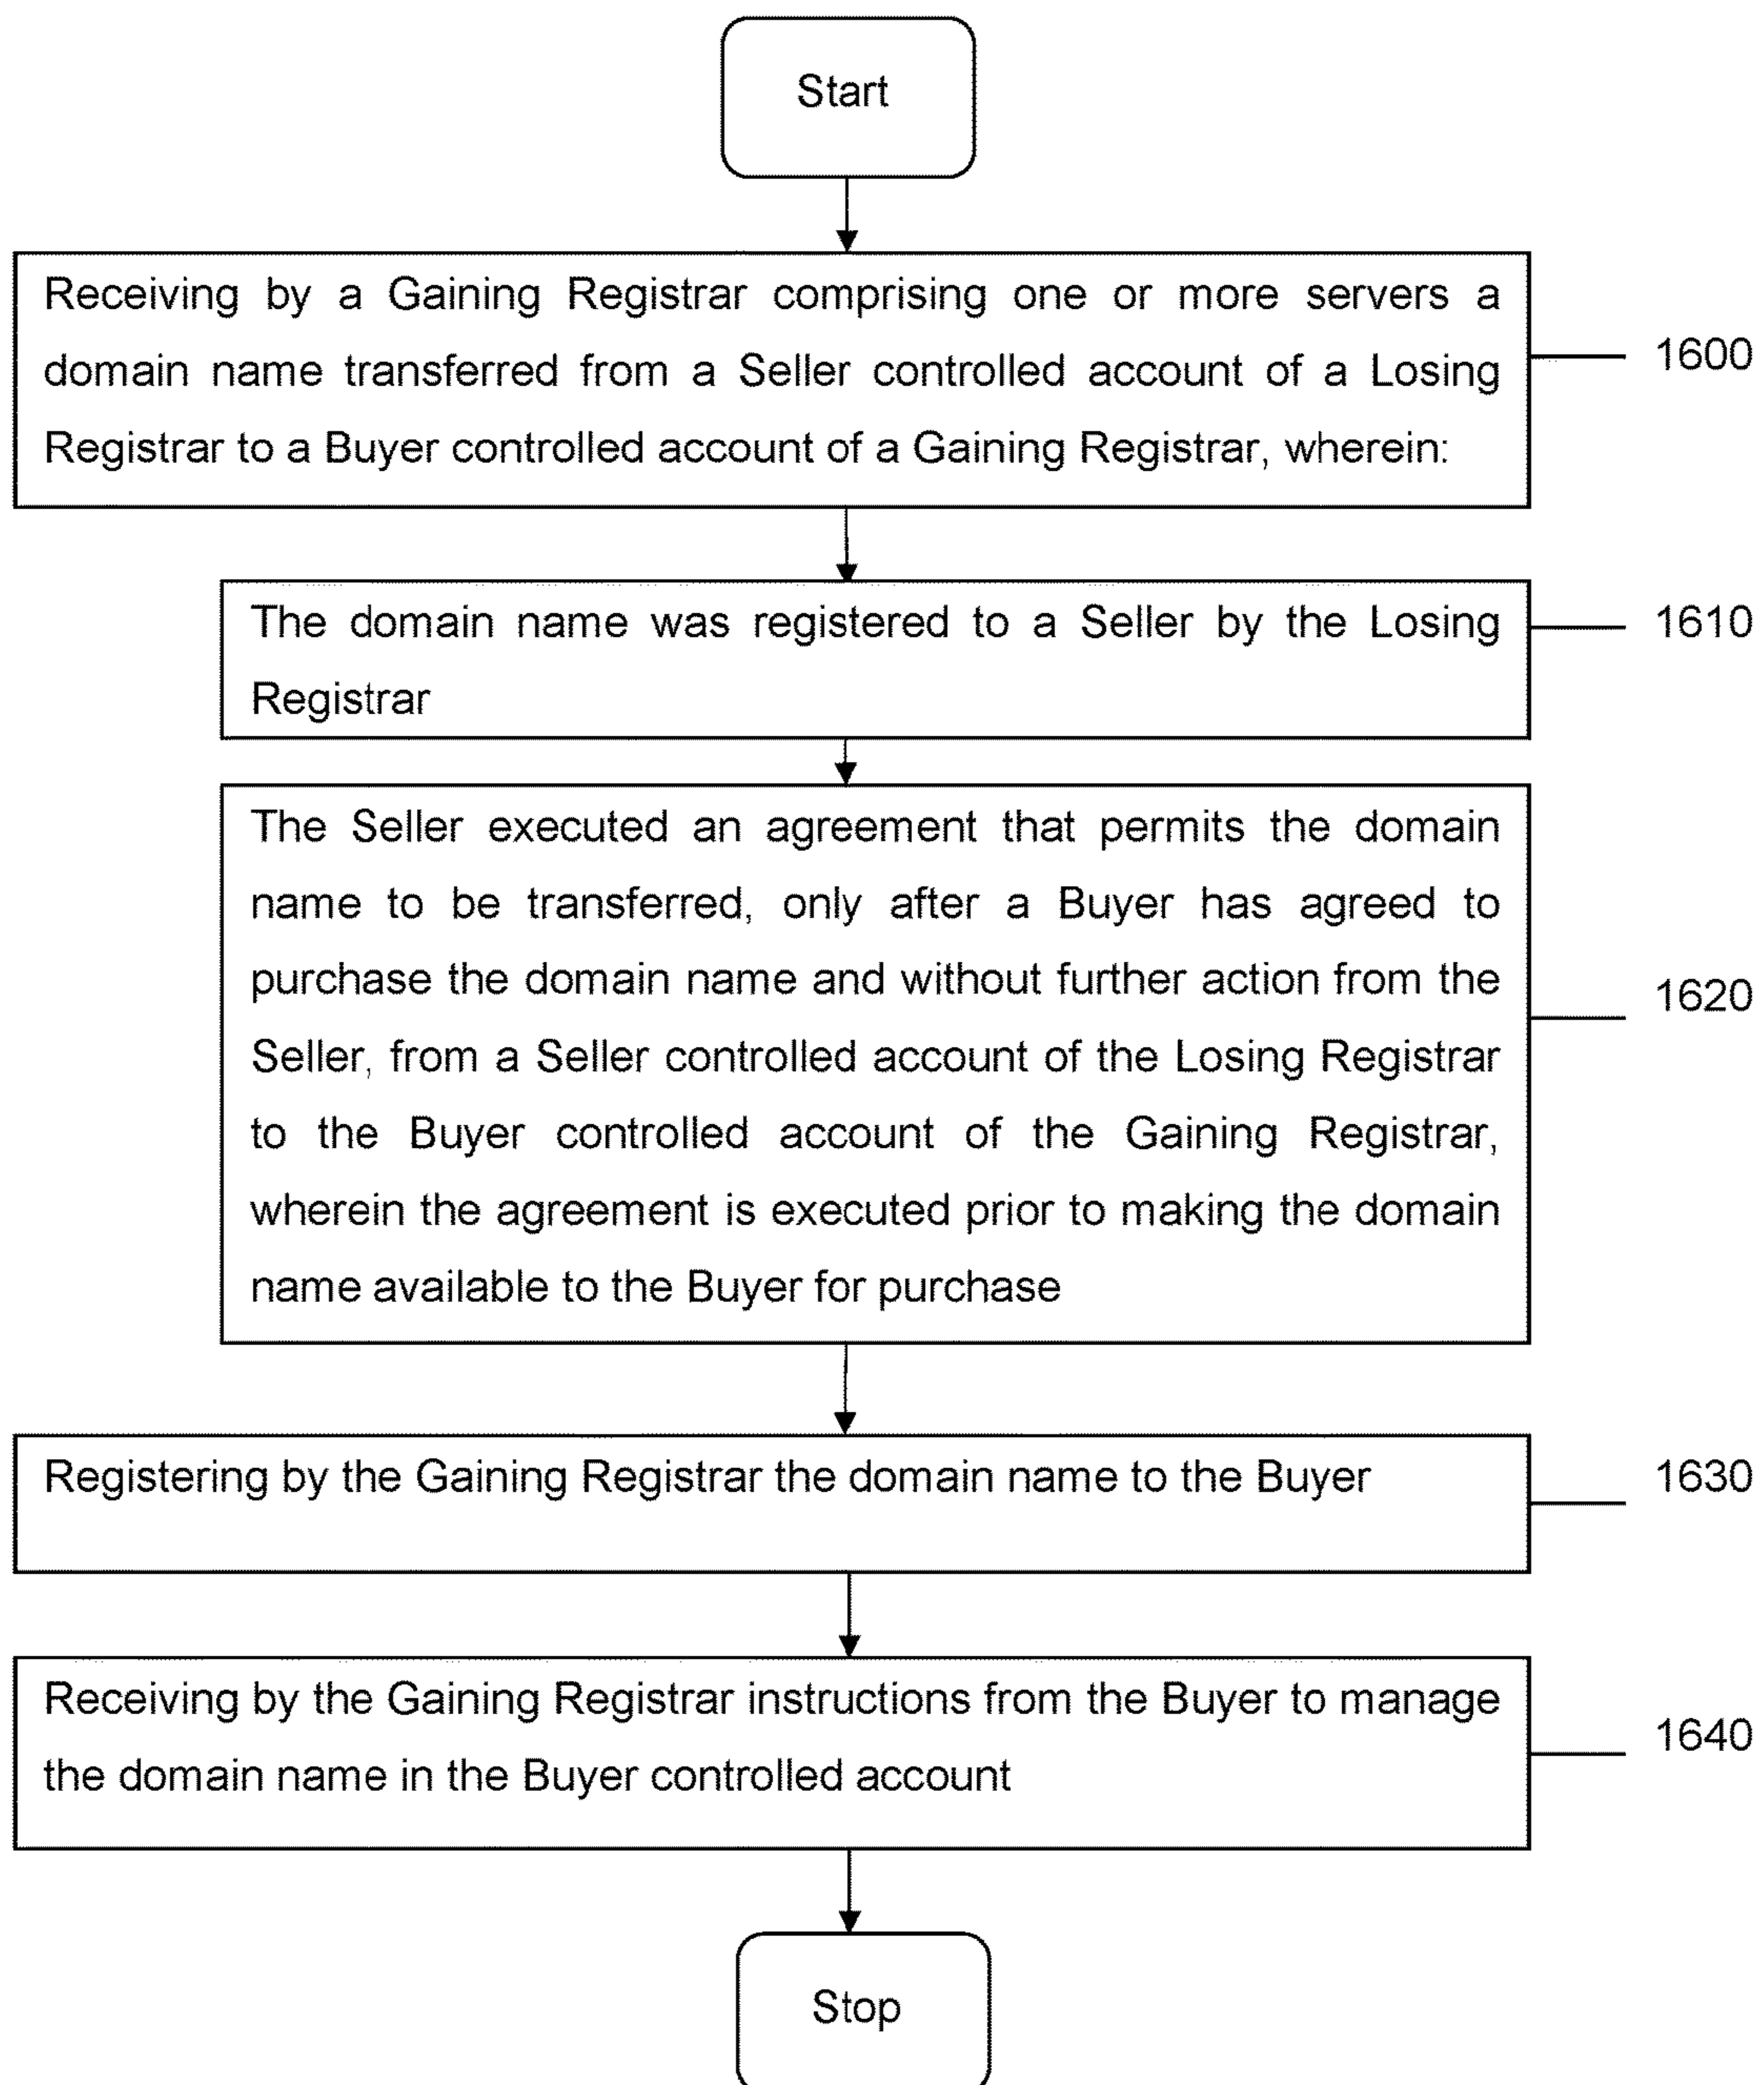 Start
Receiving by a Gaining Registrar comprising one or more servers a
domain name transferred from a Seller controlled account of a Losing
Registrar to a Buyer controlled account of a Gaining Registrar, wherein:
1600
The domain name was registered to a Seller by the Losing
Registrar
1610
The Seller executed an agreement that permits the domain
name to be transferred, only after a Buyer has agreed to
purchase the domain name and without further action from the
Seller, from a Seller controlled account of the Losing Registrar
to the Buyer controlled account of the Gaining Registrar,
wherein the agreement is executed prior to making the domain
name available to the Buyer for purchase
1620
Registering by the Gaining Registrar the domain name to the Buyer
1630
Receiving by the Gaining Registrar instructions from the Buyer to manage
the domain name in the Buyer controlled account
1640
Stop